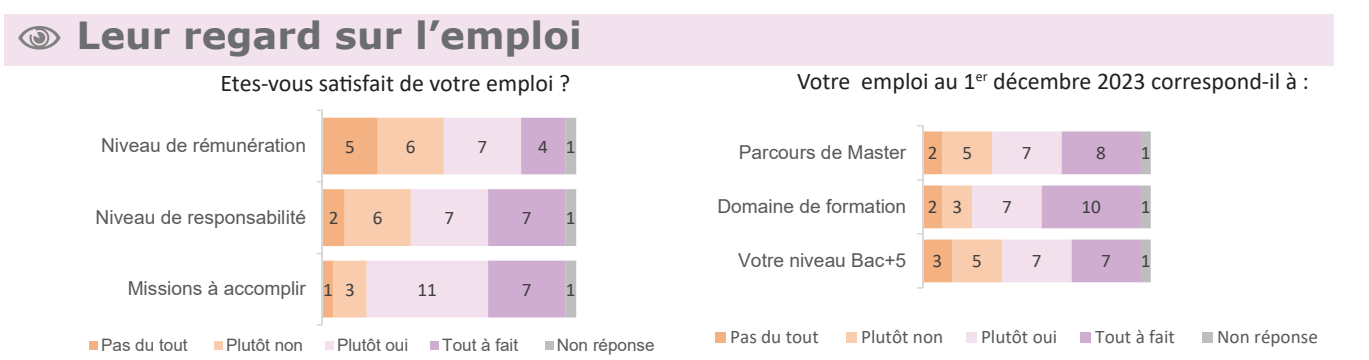 Leur regard sur l’emploi
Etes-vous satisfait de votre emploi ?
Niveau de rémunération 5 6 7 4 1
Niveau de responsabilité 2 6 7 7 1
Missions à accomplir 1 3 11 7 1
Pas du tout Plutôt non Plutôt oui Tout à fait Non réponse
Votre emploi au 1er décembre 2023 correspond-il à :
Parcours de Master 2 5 7 8 1
Domaine de formation 2 3 7 10 1
Votre niveau Bac+5 3 5 7 7 1
Pas du tout Plutôt non Plutôt oui Tout à fait Non réponse